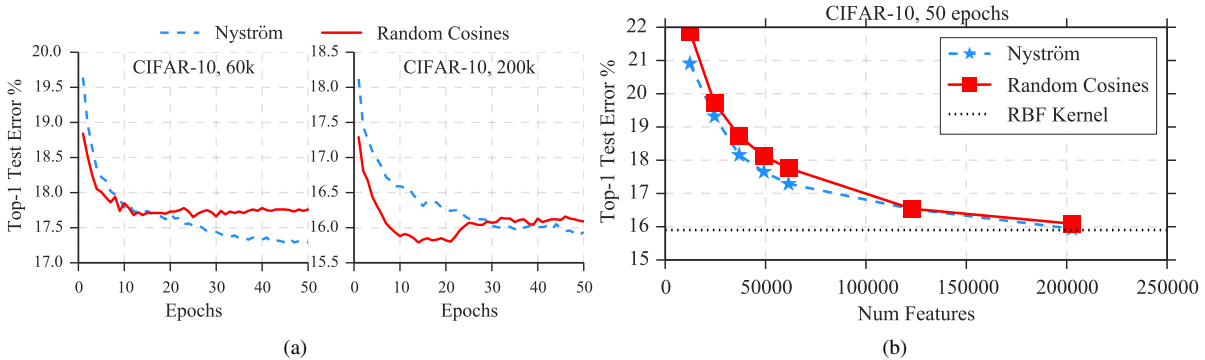 Nyström
Random Cosines
Top-1 Test Error %
20.0
19.5
19.0
18.5
18.0
17.5
17.0
CIFAR-10, 60k
0 10 20 30 40 50
Epochs
18.5
18.0
17.5
17.0
16.5
16.0
15.5
CIFAR-10, 200k
0 10 20 30 40 50
Epochs
(a)
CIFAR-10, 50 epochs
Top-1 Test Error %
22
21
20
19
18
17
16
15
Nyström
Random Cosines
RBF Kernel
0 50000 100000 150000 200000 250000
Num Features
(b)